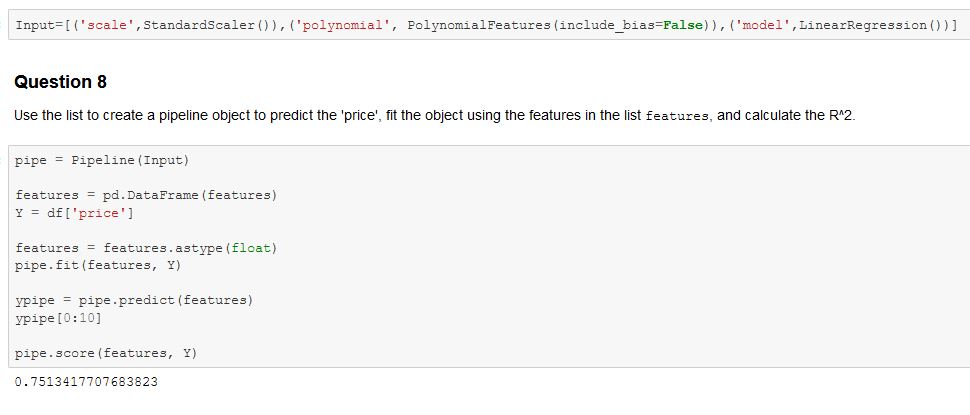 Input=[('scale',StandardScaler()),('polynomial', PolynomialFeatures(include_bias=False)),('model',LinearRegression())]
Question 8
Use the list to create a pipeline object to predict the 'price', fit the object using the features in the list features, and calculate the R^2.
pipe = Pipeline(Input)
features = pd.DataFrame(features)
Y = df['price']
features = features.astype(float)
pipe.fit(features, Y)
ypipe = pipe.predict(features)
ypipe[0:10]
pipe.score(features, Y)
0.7513417707683823